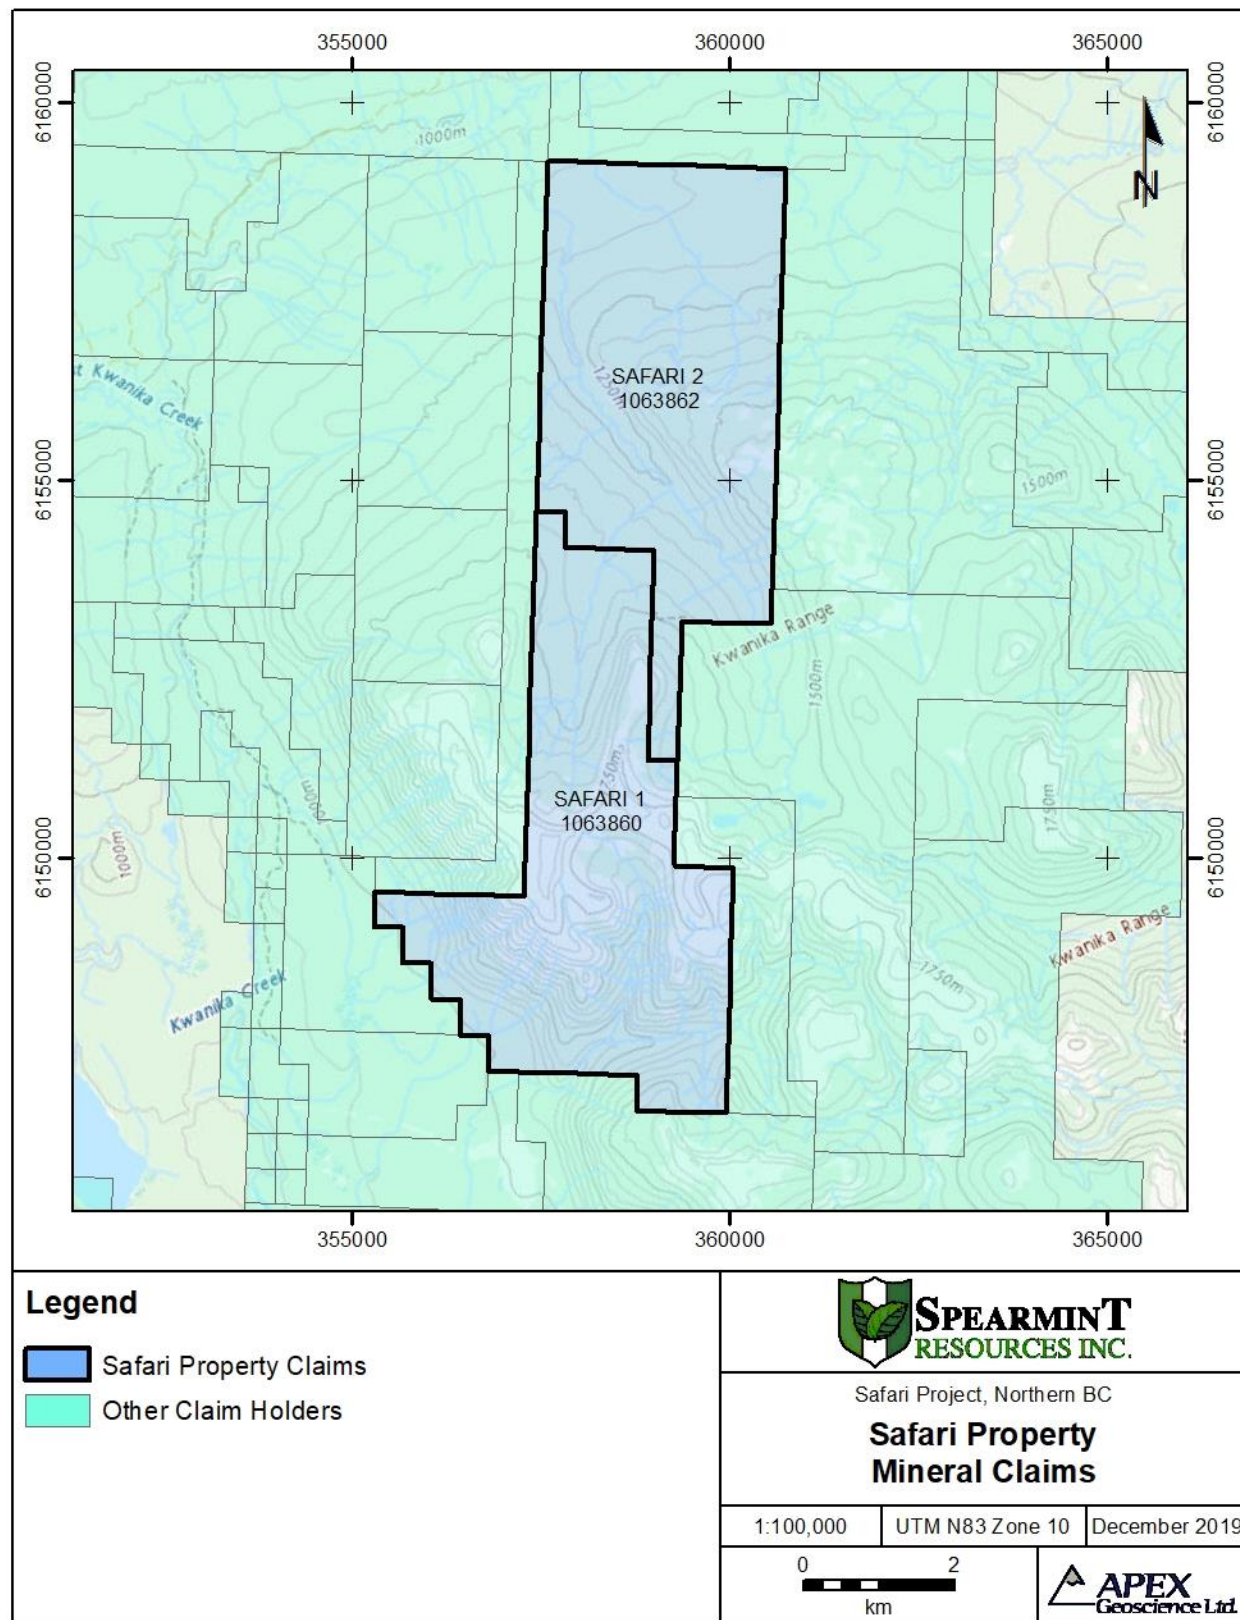 355000 360000 365000
6160000 6160000
1000m
N
t Kwanika Creek
1250m
SAFARI 2
1063862
6155000 6155000
1500m
Kwanika Range
1500m
750m
SAFARI 1
1063860
1000m
1750m
1000m
6150000 6150000
Kwanika Range
1750m
Kwanika Creek
355000 360000 365000
Legend
Safari Property Claims
Other Claim Holders
SPEARMINT
RESOURCES INC.
Safari Project, Northern BC
Safari Property
Mineral Claims
1:100,000 UTM N83 Zone 10 December 2019
0 2
km
APEX
Geoscience Ltd.